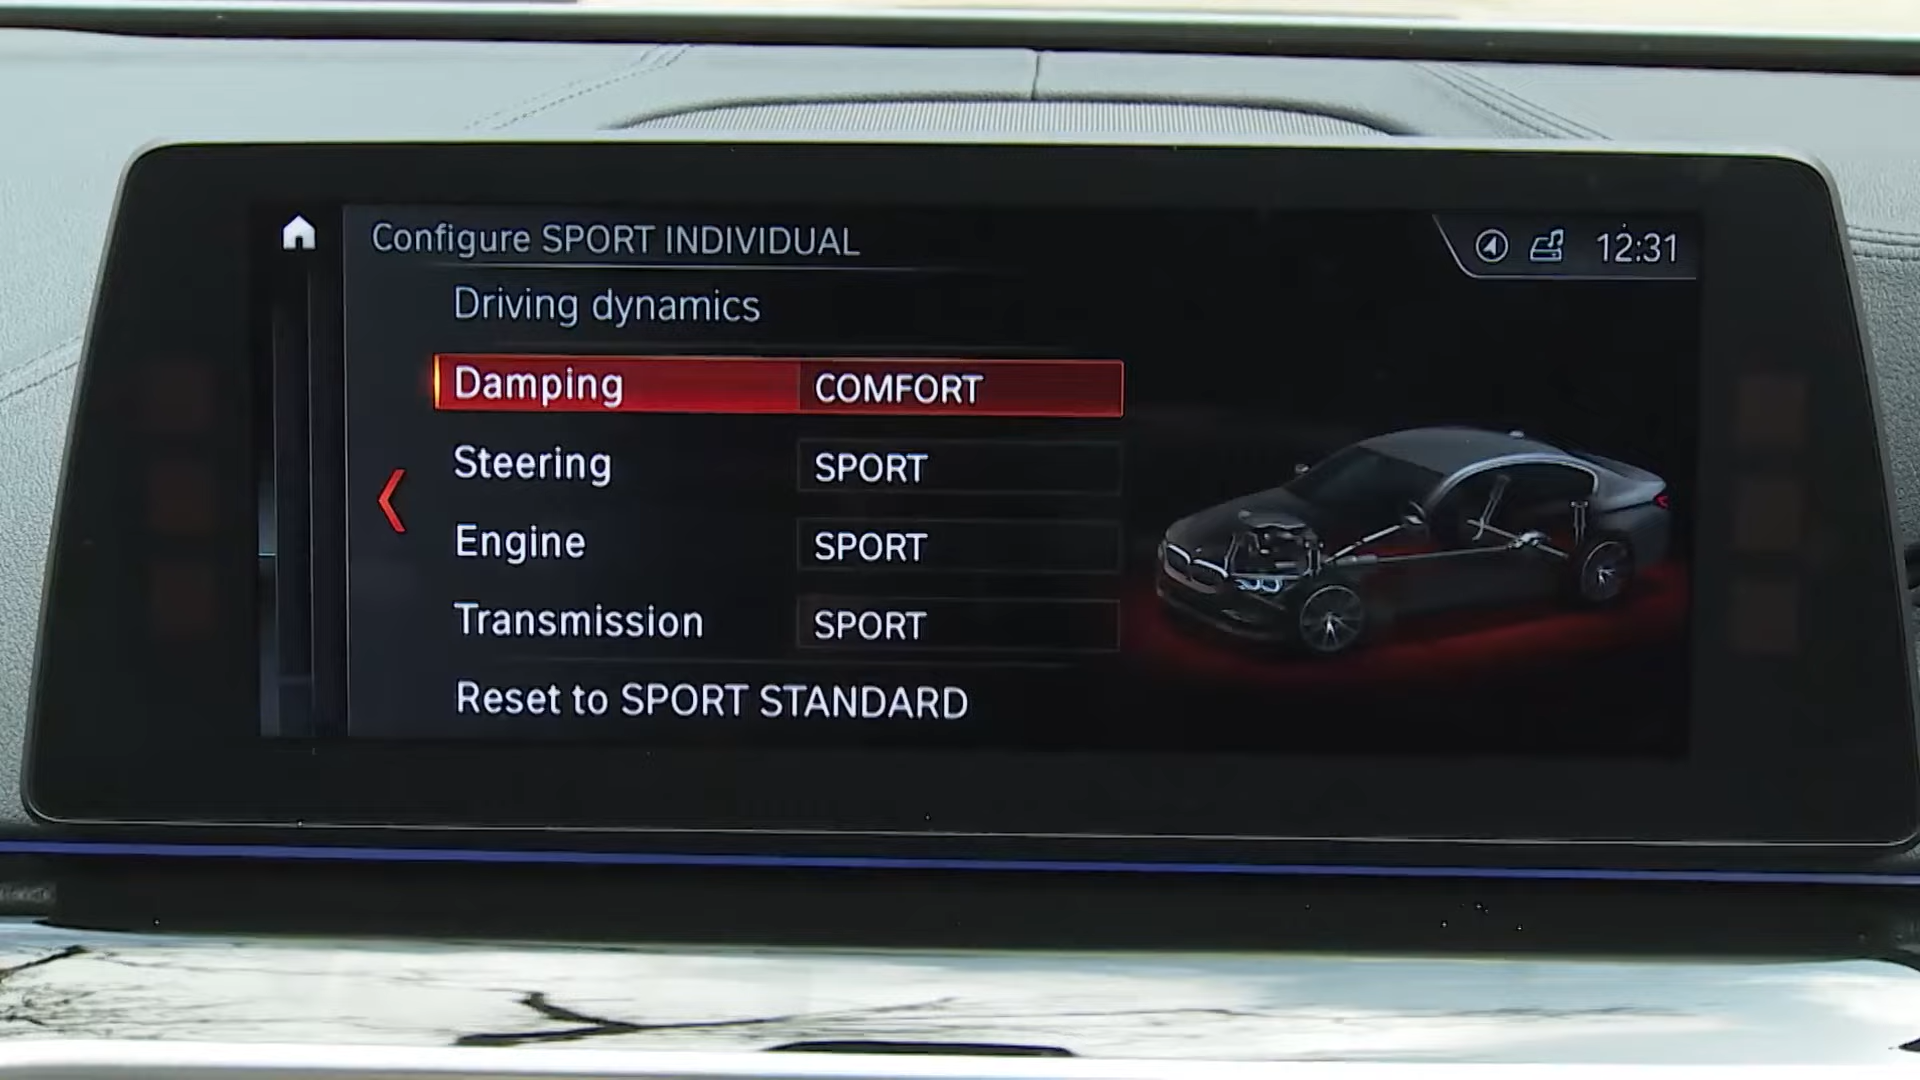 Configure SPORT INDIVIDUAL
12:31
Driving dynamics
Damping COMFORT
Steering SPORT
Engine SPORT
Transmission SPORT
Reset to SPORT STANDARD